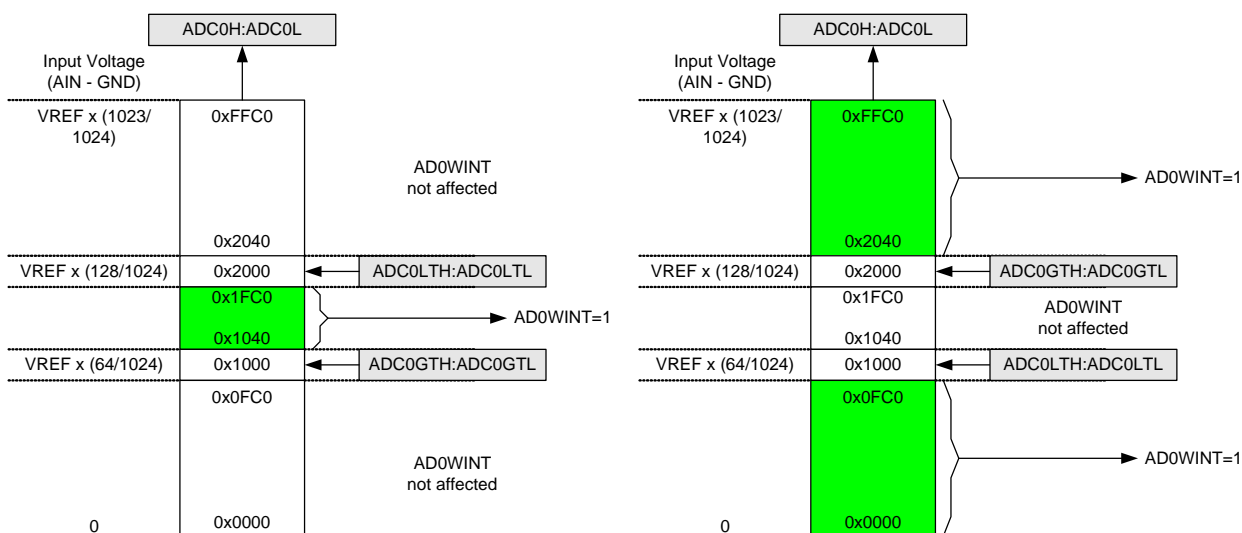 ADC0H:ADC0L
Input Voltage
(AIN - GND)
VREF x (1023/
1024)
0xFFC0
AD0WINT
not affected
0x2040
VREF x (128/1024)
0x2000
ADC0LTH:ADC0LTL
0x1FC0
AD0WINT=1
0x1040
VREF x (64/1024)
0x1000
ADC0GTH:ADC0GTL
0x0FC0
AD0WINT
not affected
0
0x0000
ADC0H:ADC0L
Input Voltage
(AIN - GND)
VREF x (1023/
1024)
0xFFC0
AD0WINT=1
0x2040
VREF x (128/1024)
0x2000
ADC0GTH:ADC0GTL
0x1FC0
AD0WINT
not affected
0x1040
VREF x (64/1024)
0x1000
ADC0LTH:ADC0LTL
0x0FC0
AD0WINT=1
0
0x0000